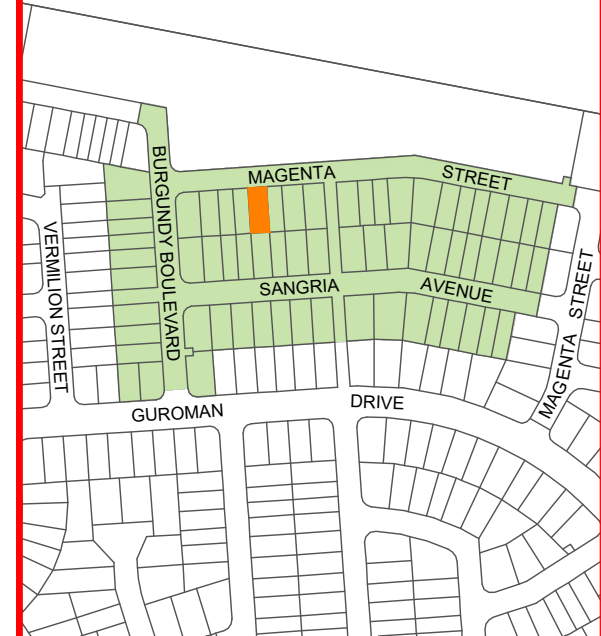 MAGENTA
STREET
BURGUNDY BOULEVARD
VERMILION STREET
SANGRIA
AVENUE
MAGENTA STREET
GUROMAN
DRIVE